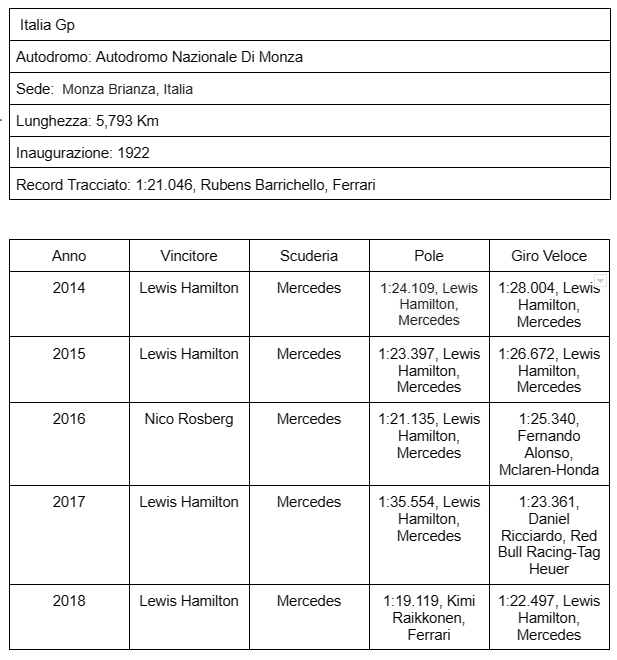 Italia Gp
Autodromo: Autodromo Nazionale Di Monza
Sede: Monza Brianza, Italia
Lunghezza: 5,793 Km
Inaugurazione: 1922
Record Tracciato: 1:21.046, Rubens Barrichello, Ferrari
Anno Vincitore Scuderia Pole Giro Veloce
2014 Lewis Hamilton Mercedes 1:24.109, Lewis 1:28.004, Lewis
Hamilton, Hamilton,
Mercedes Mercedes
2015 Lewis Hamilton Mercedes 1:23.397, Lewis 1:26.672, Lewis
Hamilton, Hamilton,
Mercedes Mercedes
2016 Nico Rosberg Mercedes 1:21.135, Lewis 1:25.340,
Hamilton, Fernando
Mercedes Alonso,
Mclaren-Honda
2017 Lewis Hamilton Mercedes 1:35.554, Lewis 1:23.361,
Hamilton, Daniel
Mercedes Ricciardo, Red
Bull Racing-Tag
Heuer
2018 Lewis Hamilton Mercedes 1:19.119, Kimi 1:22.497, Lewis
Raikkonen, Hamilton,
Ferrari Mercedes